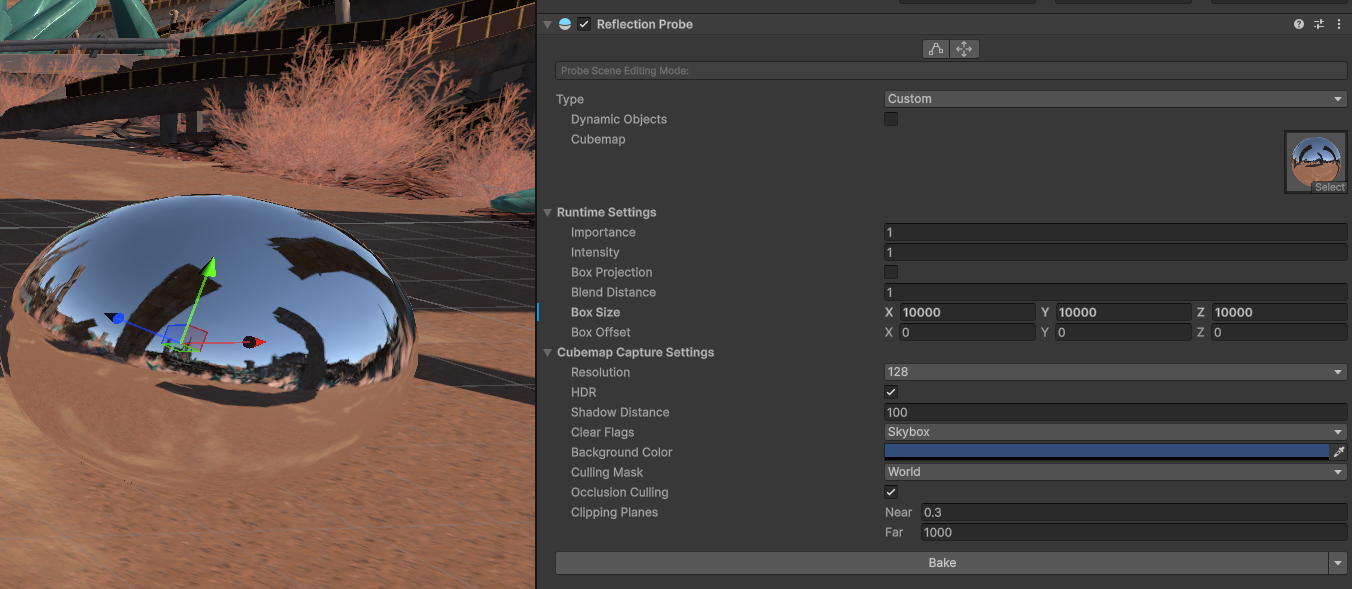 Reflection Probe
Probe Scene Editing Mode:
Type Custom
Dynamic Objects
Cubemap
Select
Runtime Settings
Importance 1
Intensity 1
Box Projection
Blend Distance 1
Box Size X 10000 Y 10000 Z 10000
Box Offset X 0 Y 0 Z 0
Cubemap Capture Settings
Resolution 128
HDR
Shadow Distance 100
Clear Flags Skybox
Background Color
Culling Mask World
Occlusion Culling
Clipping Planes Near 0.3
Far 1000
Bake